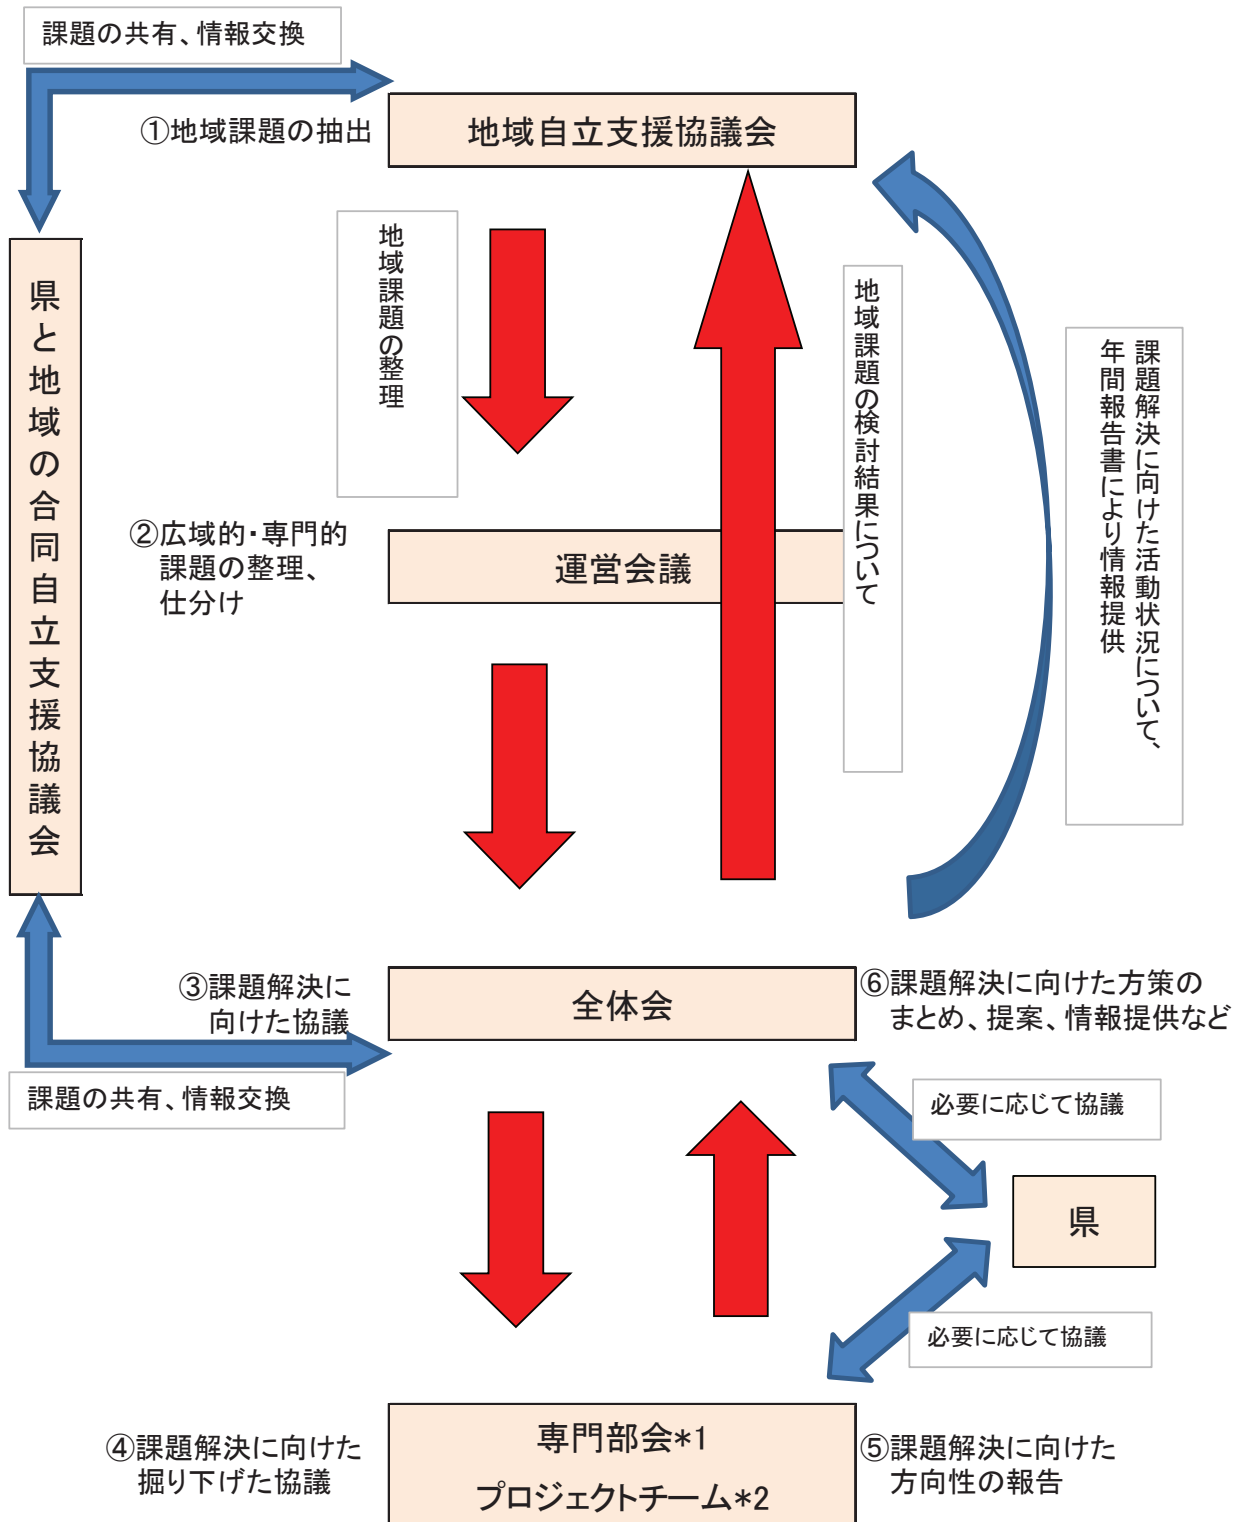 課題の共有、情報交換
①地域課題の抽出
地域自立支援協議会
地域課題の整理
地域課題の検討結果について
課題解決に向けた活動状況について、
年間報告書により情報提供
県と地域の合同自立支援協議会
②広域的・専門的
課題の整理、
仕分け
運営会議
③課題解決に
向けた協議
全体会
⑥課題解決に向けた方策の
まとめ、提案、情報提供など
課題の共有、情報交換
必要に応じて協議
県
必要に応じて協議
④課題解決に向けた
掘り下げた協議
専門部会*1
プロジェクトチーム*2
⑤課題解決に向けた
方向性の報告